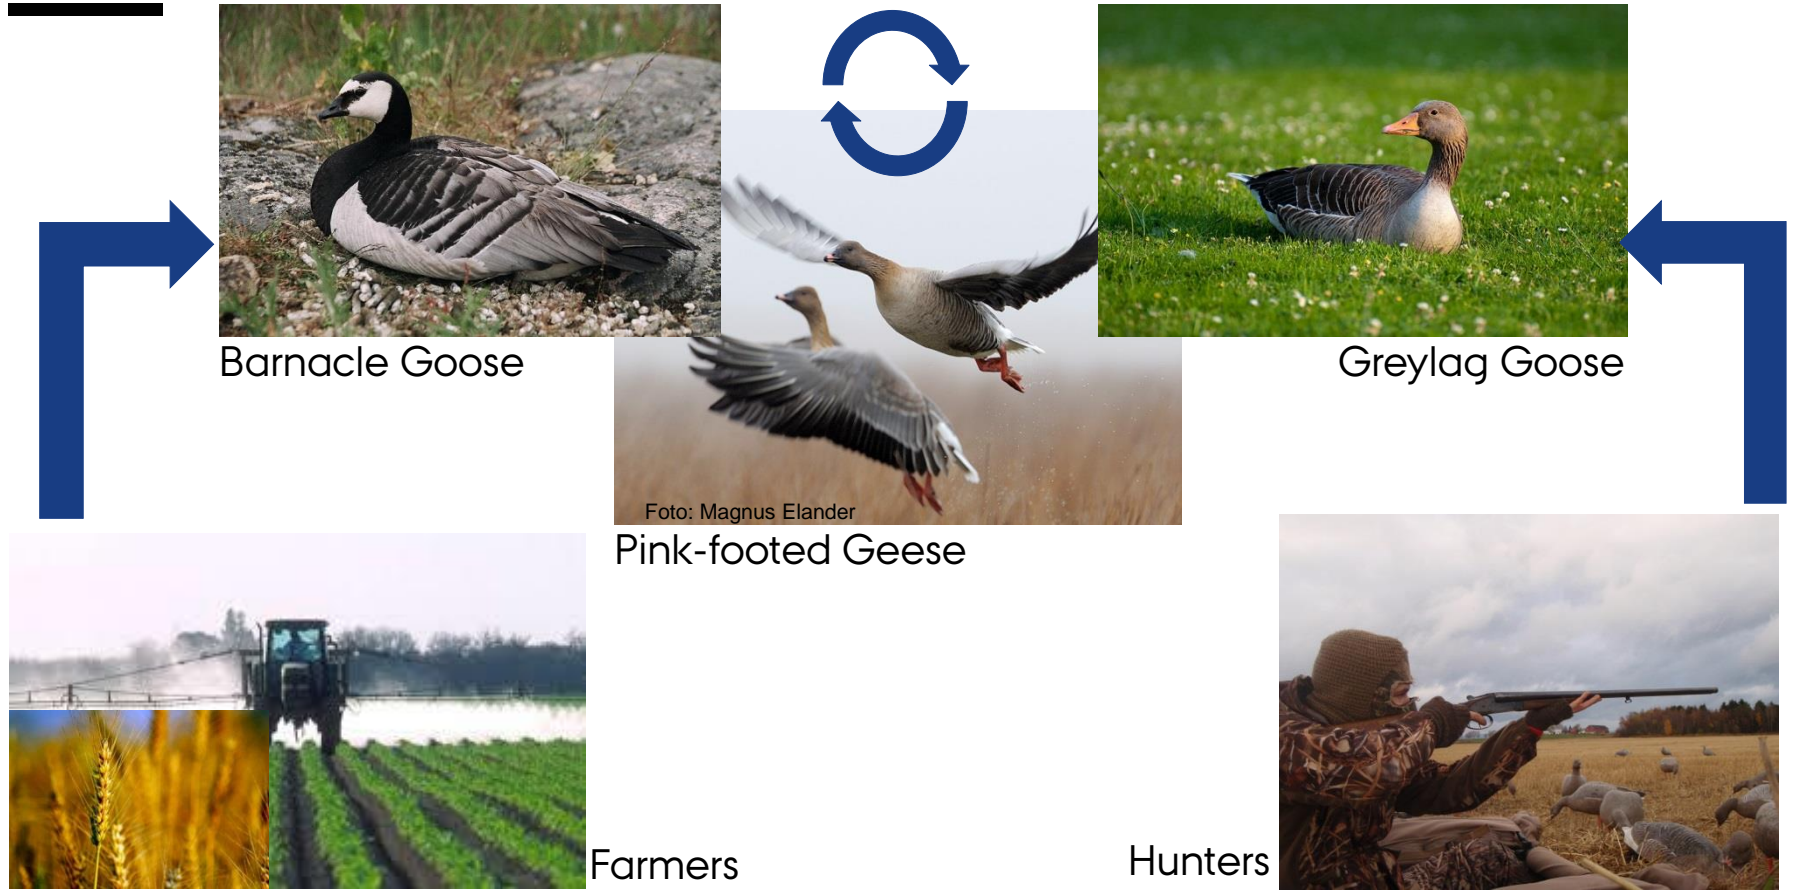 Barnacle Goose
Greylag Goose
Foto: Magnus Elander
Pink-footed Geese
Farmers
Hunters